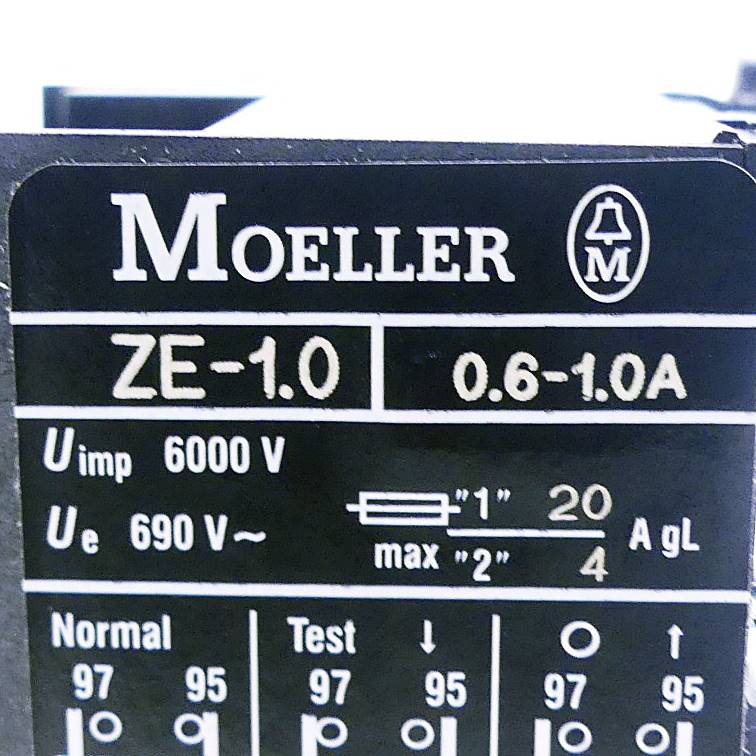 MOELLER M
ZE-1.0 0.6-1.0A
Uimp 6000 V
"1" 20
Ue 690 V~ A gL
max "2" 4
Normal Test ↓ O ↑
97 95 97 95 97 95